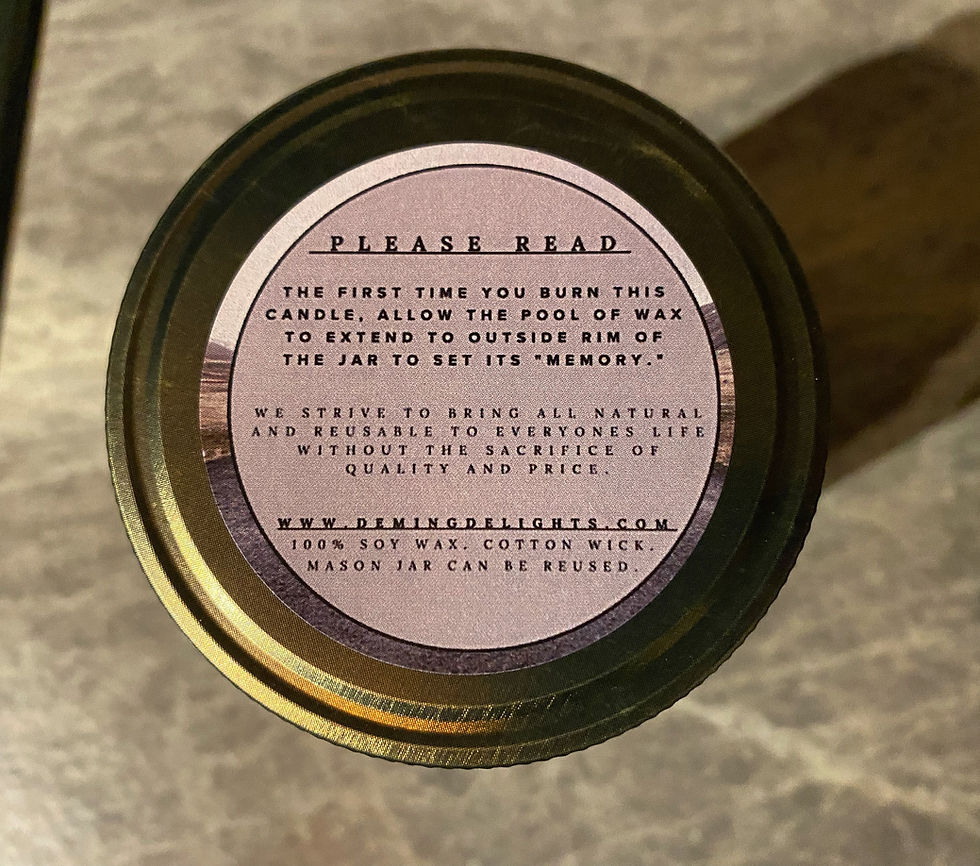 PLEASE READ
THE FIRST TIME YOU BURN THIS
CANDLE, ALLOW THE POOL OF WAX
TO EXTEND TO OUTSIDE RIM OF
THE JAR TO SET ITS "MEMORY."
WE STRIVE TO BRING ALL NATURAL
AND REUSABLE TO EVERYONES LIFE
WITHOUT THE SACRIFICE OF
QUALITY AND PRICE.
WWW.DEMINGDELIGHTS.COM
100% SOY WAX. COTTON WICK.
MASON JAR CAN BE REUSED.